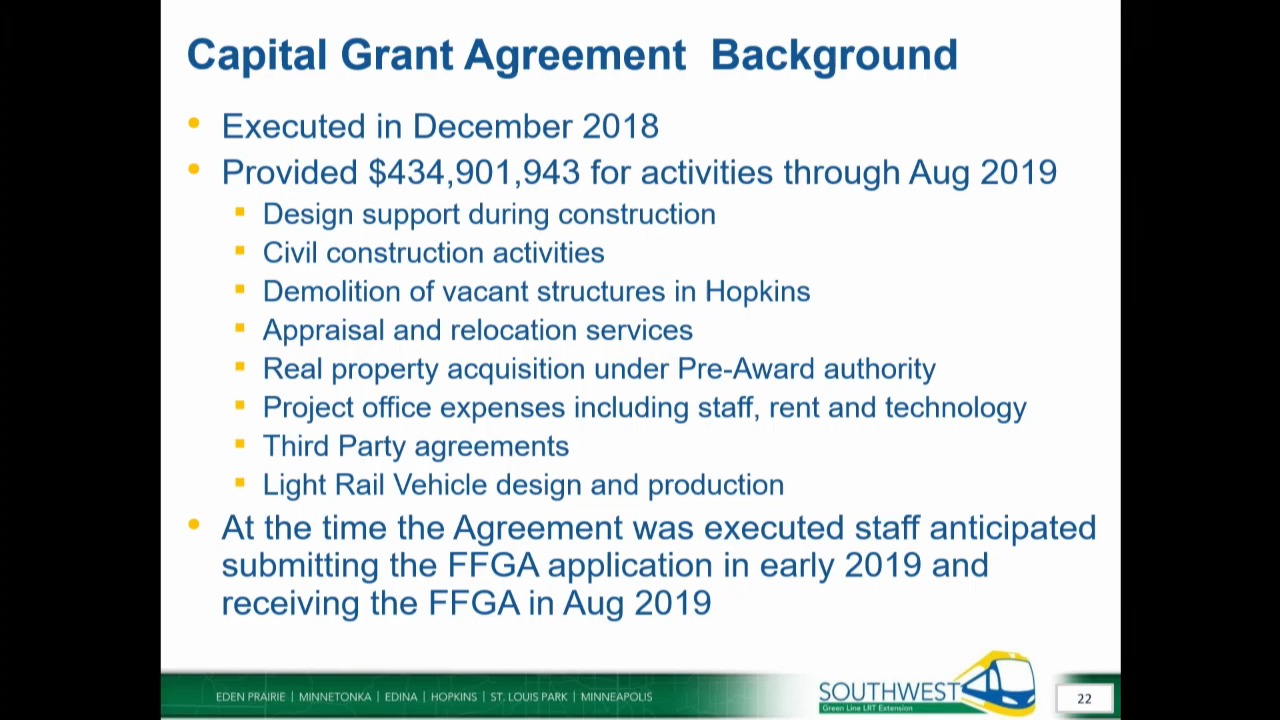 Capital Grant Agreement  Background
• Executed in December 2018
• Provided $434,901,943 for activities through Aug 2019
▪ Design support during construction
▪ Civil construction activities
▪ Demolition of vacant structures in Hopkins
▪ Appraisal and relocation services
▪ Real property acquisition under Pre-Award authority
▪ Project office expenses including staff, rent and technology
▪ Third Party agreements
▪ Light Rail Vehicle design and production
• At the time the Agreement was executed staff anticipated
submitting the FFGA application in early 2019 and
receiving the FFGA in Aug 2019
EDEN PRAIRIE | MINNETONKA | EDINA | HOPKINS | ST. LOUIS PARK | MINNEAPOLIS
SOUTHWEST
Green Line LRT Extension
22